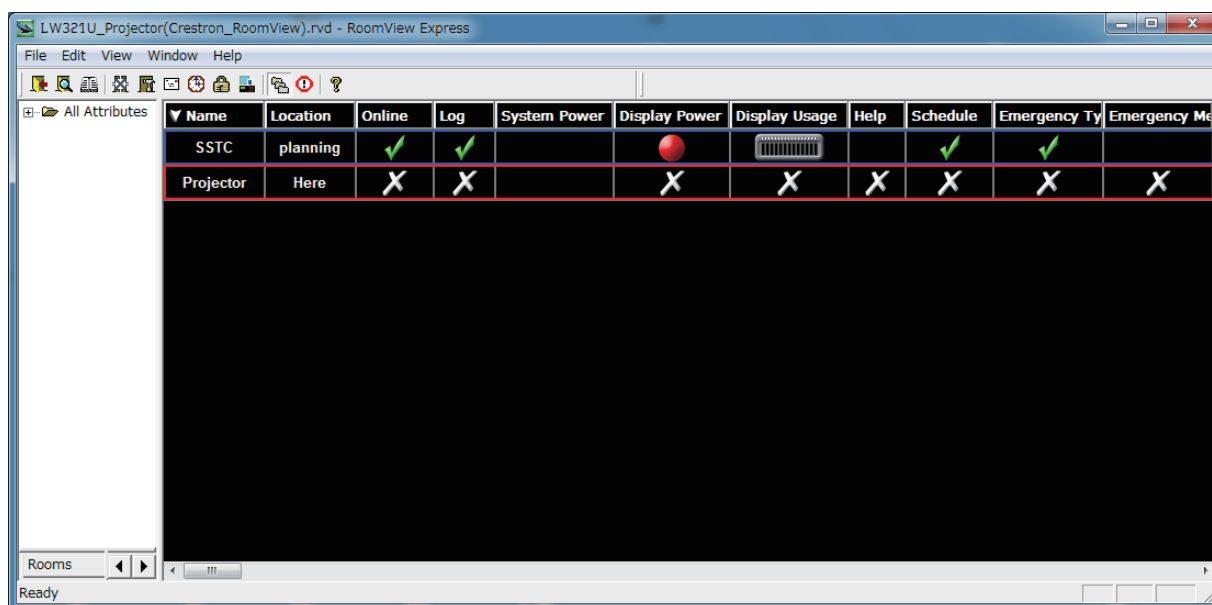 LW321U_Projector(Crestron_RoomView).rvd - RoomView Express
File Edit View Window Help
All Attributes
Name Location Online Log System Power Display Power Display Usage Help Schedule Emergency Ty Emergency Me
SSTC planning
Projector Here
Rooms
Ready